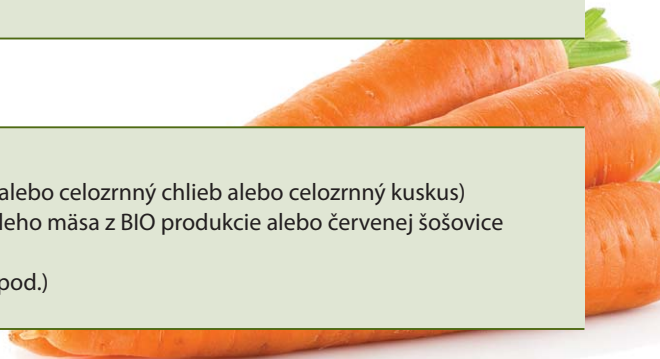 alebo celozrnný chlieb alebo celozrnný kuskus)
leho mäsa z BIO produkcie alebo červenej šošovice
pod.)